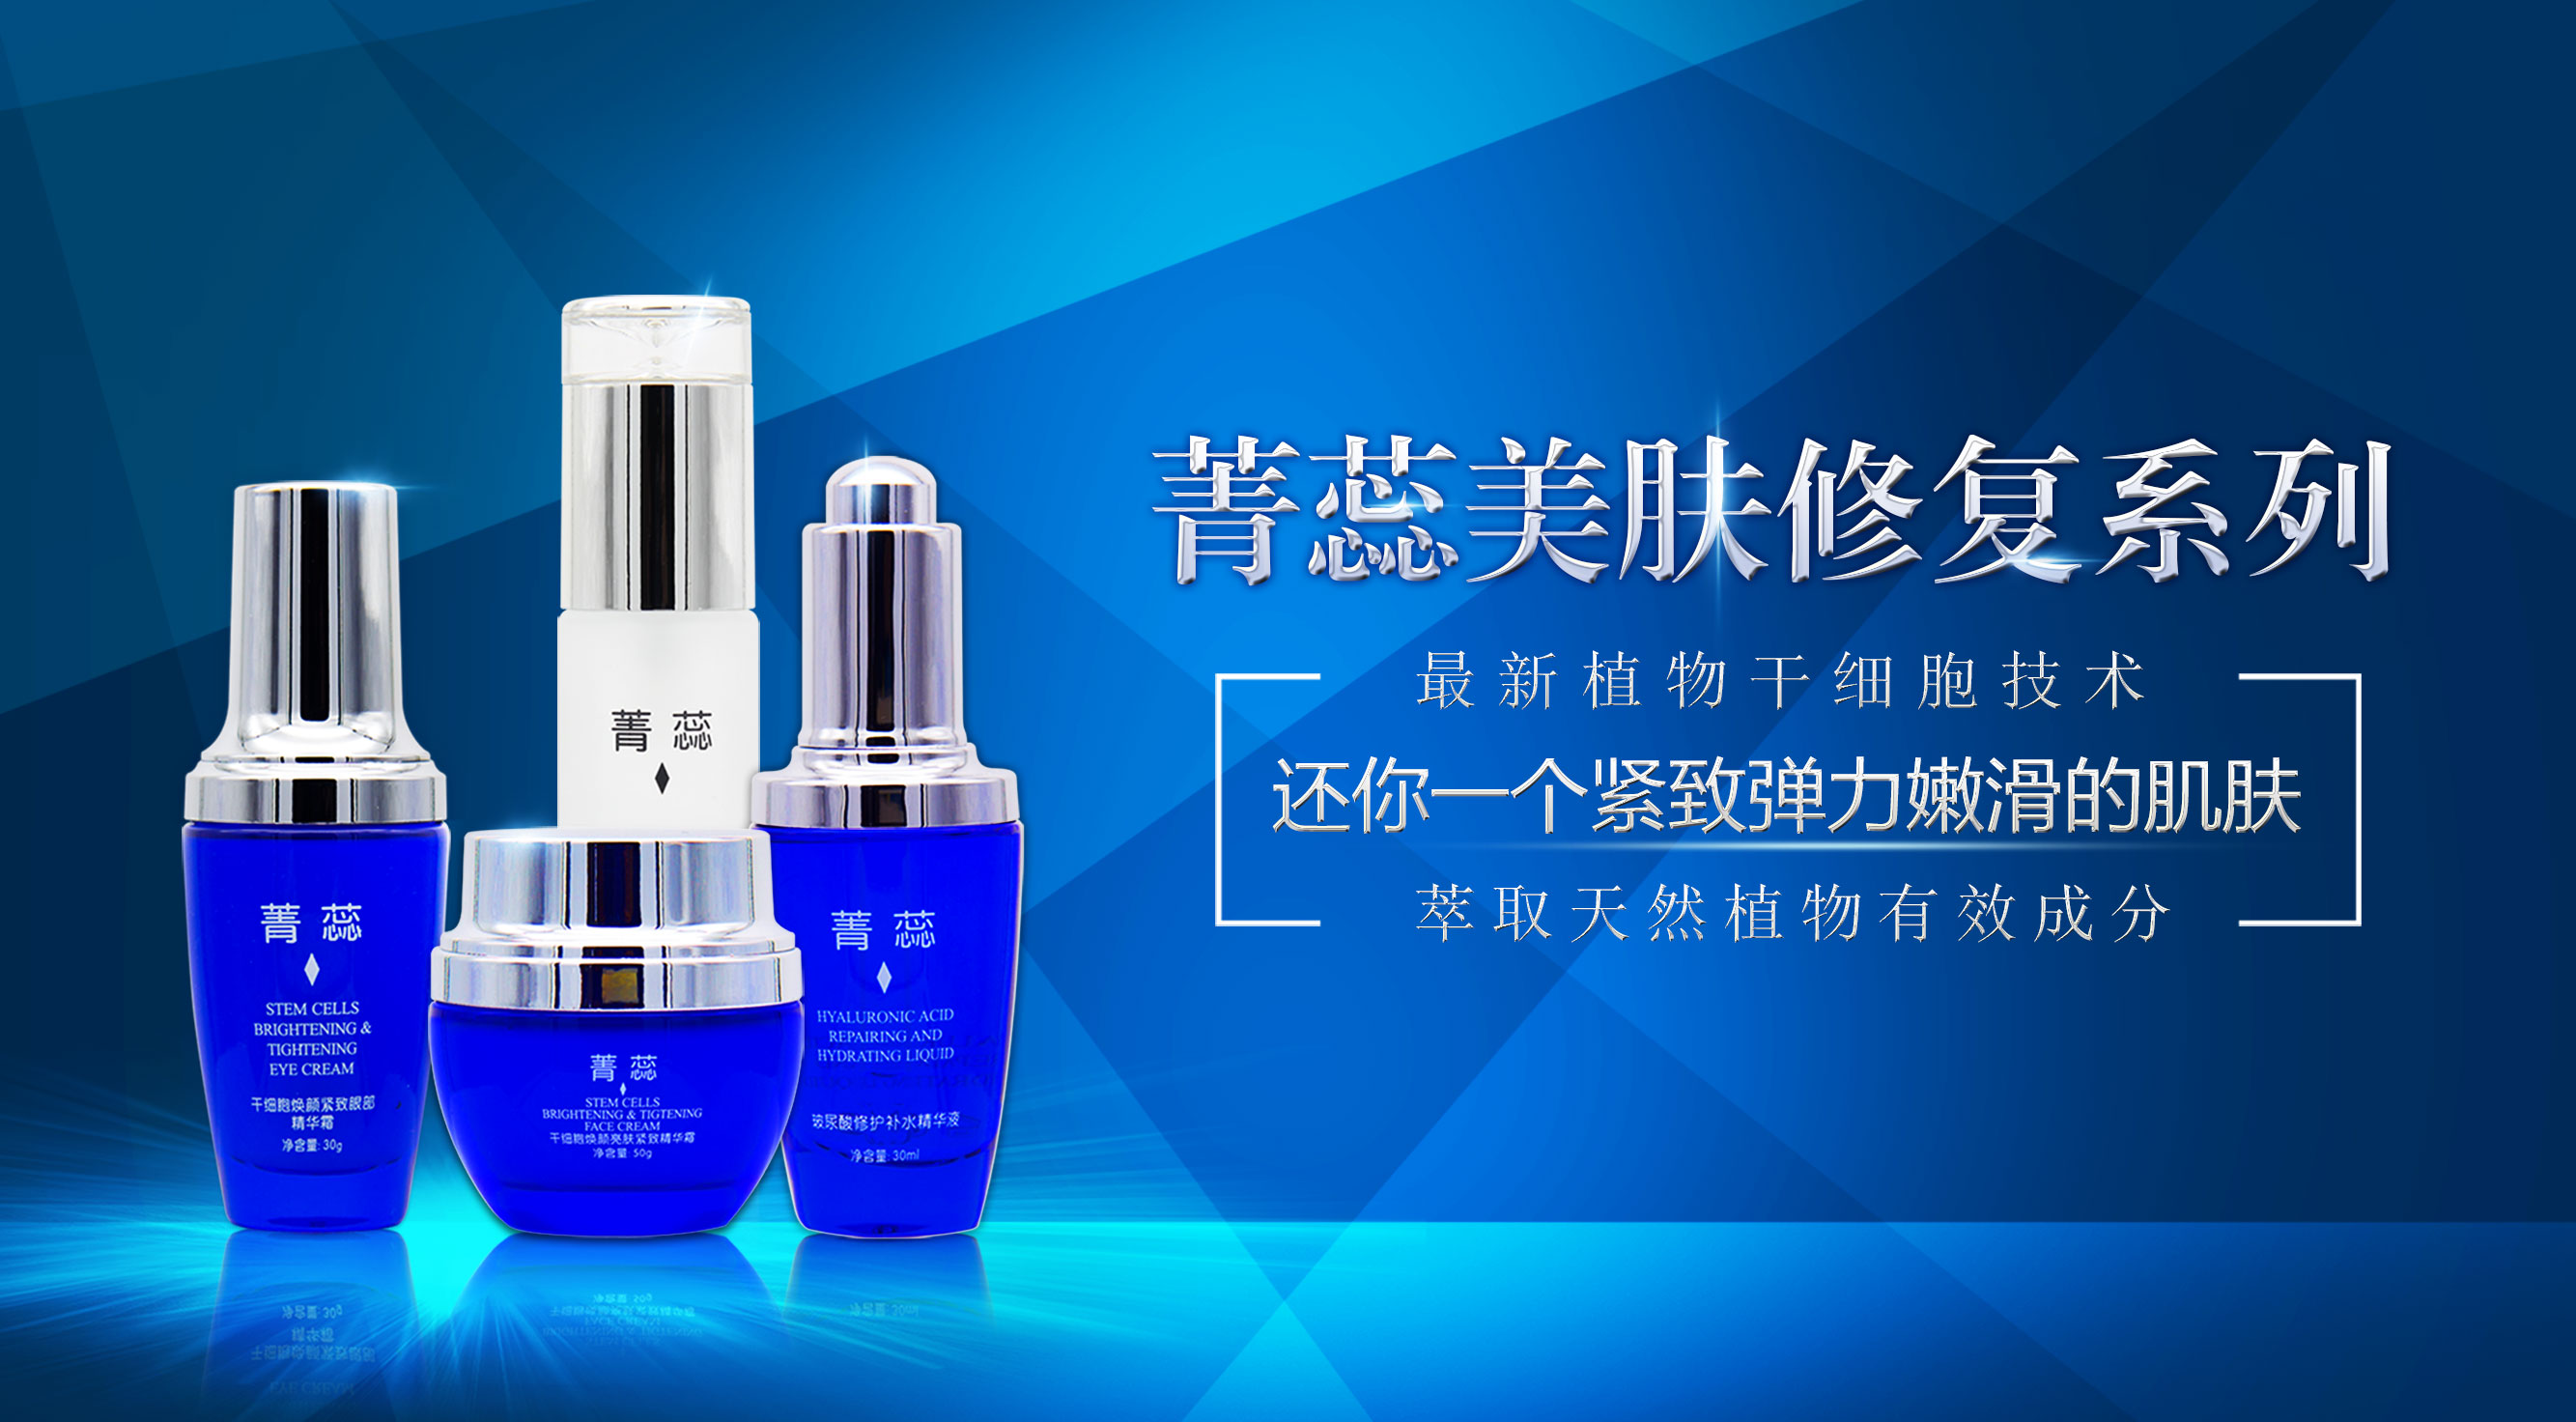 菁蕊美肤修复系列
最新植物干细胞技术
还你一个紧致弹力嫩滑的肌肤
萃取天然植物有效成分
菁蕊
菁蕊
STEM CELLS
BRIGHTENING &
TIGHTENING
EYE CREAM
干细胞焕颜紧致眼部
精华霜
净含量:30g
菁蕊
STEM CELLS
BRIGHTENING & TIGTENING
FACE CREAM
干细胞焕颜亮肤紧致精华霜
净含量 50g
菁蕊
HYALURONIC ACID
REPAIRING AND
HYDRATING LIQUID
玻尿酸修护补水精华液
净含量:30ml